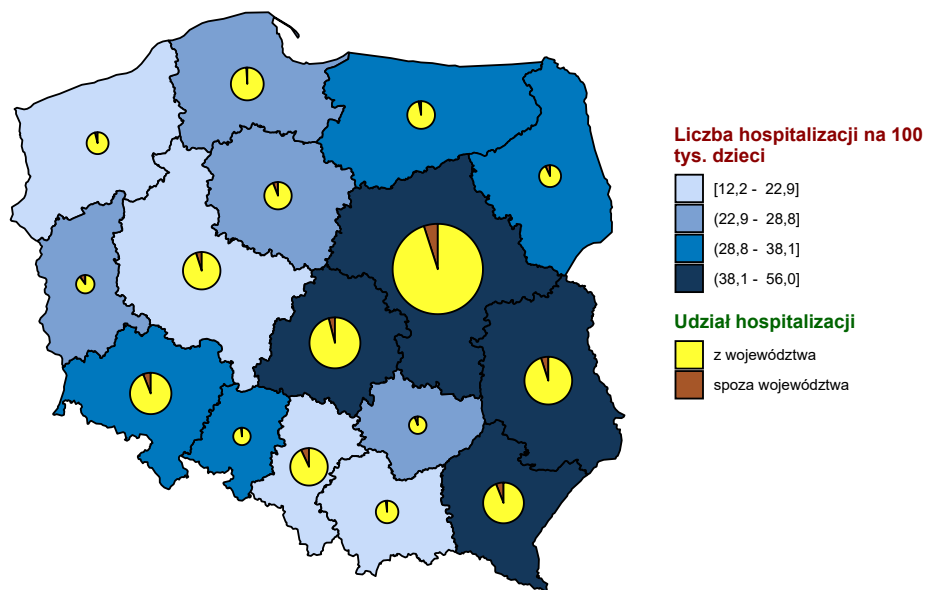 Liczba hospitalizacji na 100
tys. dzieci
[12,2 - 22,9]
(22,9 - 28,8]
(28,8 - 38,1]
(38,1 - 56,0]
Udział hospitalizacji
z województwa
spoza województwa